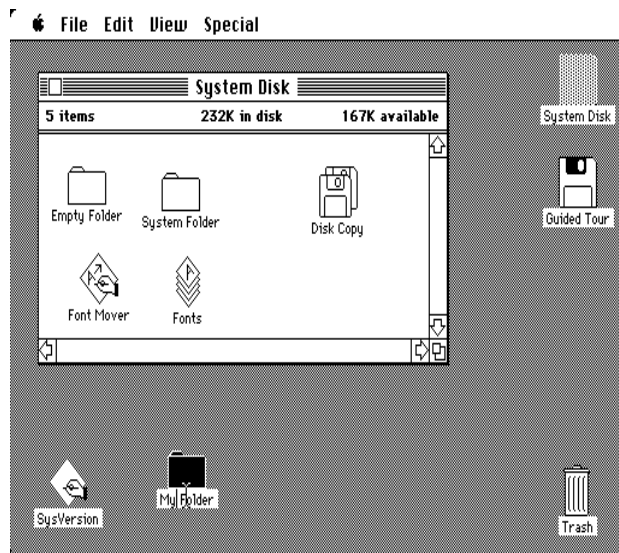 File Edit View Special
System Disk
5 items 232K in disk 167K available
Empty Folder System Folder Disk Copy
Font Mover Fonts
System Disk
Guided Tour
SysVersion
My Folder
Trash